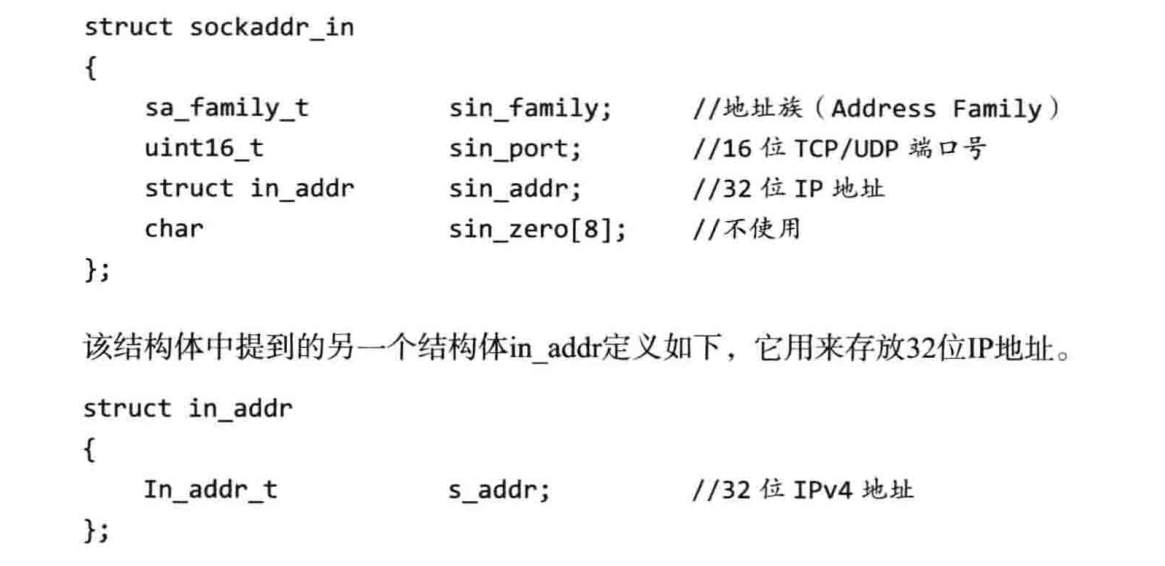 struct sockaddr_in
{
    sa_family_t         sin_family;     //地址族（Address Family）
    uint16_t            sin_port;       //16 位 TCP/UDP 端口号
    struct in_addr      sin_addr;       //32 位 IP 地址
    char                sin_zero[8];    //不使用
};
该结构体中提到的另一个结构体in_addr定义如下，它用来存放32位IP地址。
struct in_addr
{
    In_addr_t           s_addr;         //32 位 IPv4 地址
};